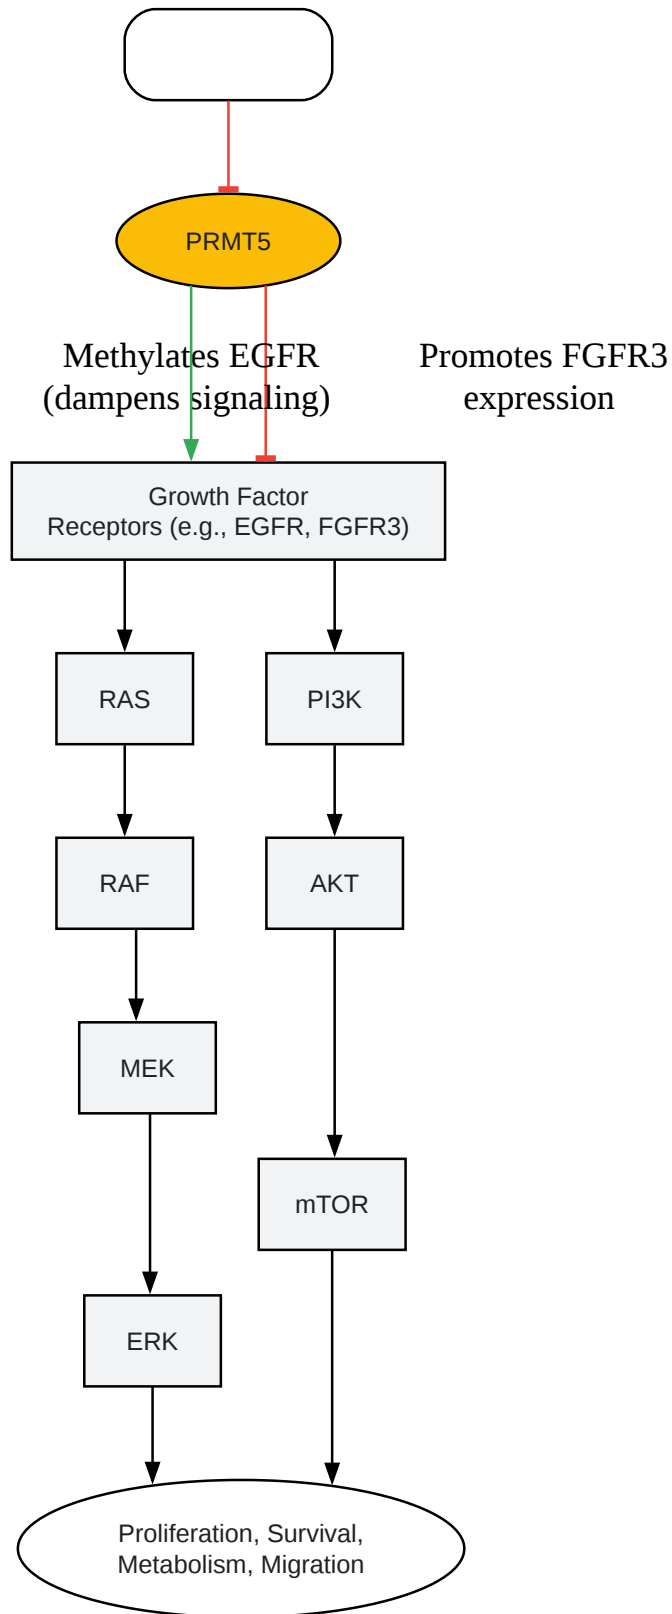 PRMT5
Methylates EGFR
(dampens signaling)
Promotes FGFR3
expression
Growth Factor
Receptors (e.g., EGFR, FGFR3)
RAS
PI3K
RAF
AKT
MEK
mTOR
ERK
Proliferation, Survival,
Metabolism, Migration